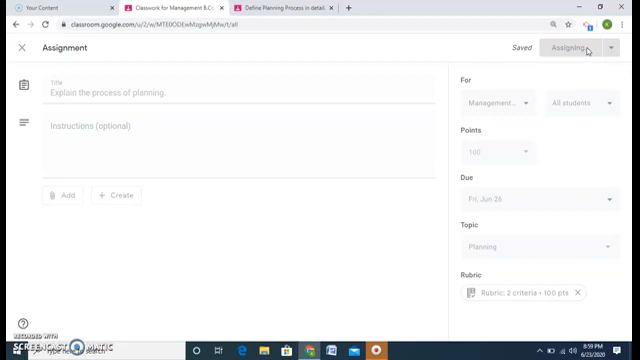 Your Content
Classwork for Management B.Co
Define Planning Process in detail
classroom.google.com/u/2/w/MTE0ODEwMzgwMjMw/t/all
K
Assignment
Saved
Assigning...
Title
Explain the process of planning.
Instructions (optional)
Add
Create
For
Management...
All students
Points
100
Due
Fri, Jun 26
Topic
Planning
Rubric
Rubric: 2 criteria • 100 pts
RECORDED WITH
SCREENCAST MATIC
Type here to search
8:59 PM
6/23/2020